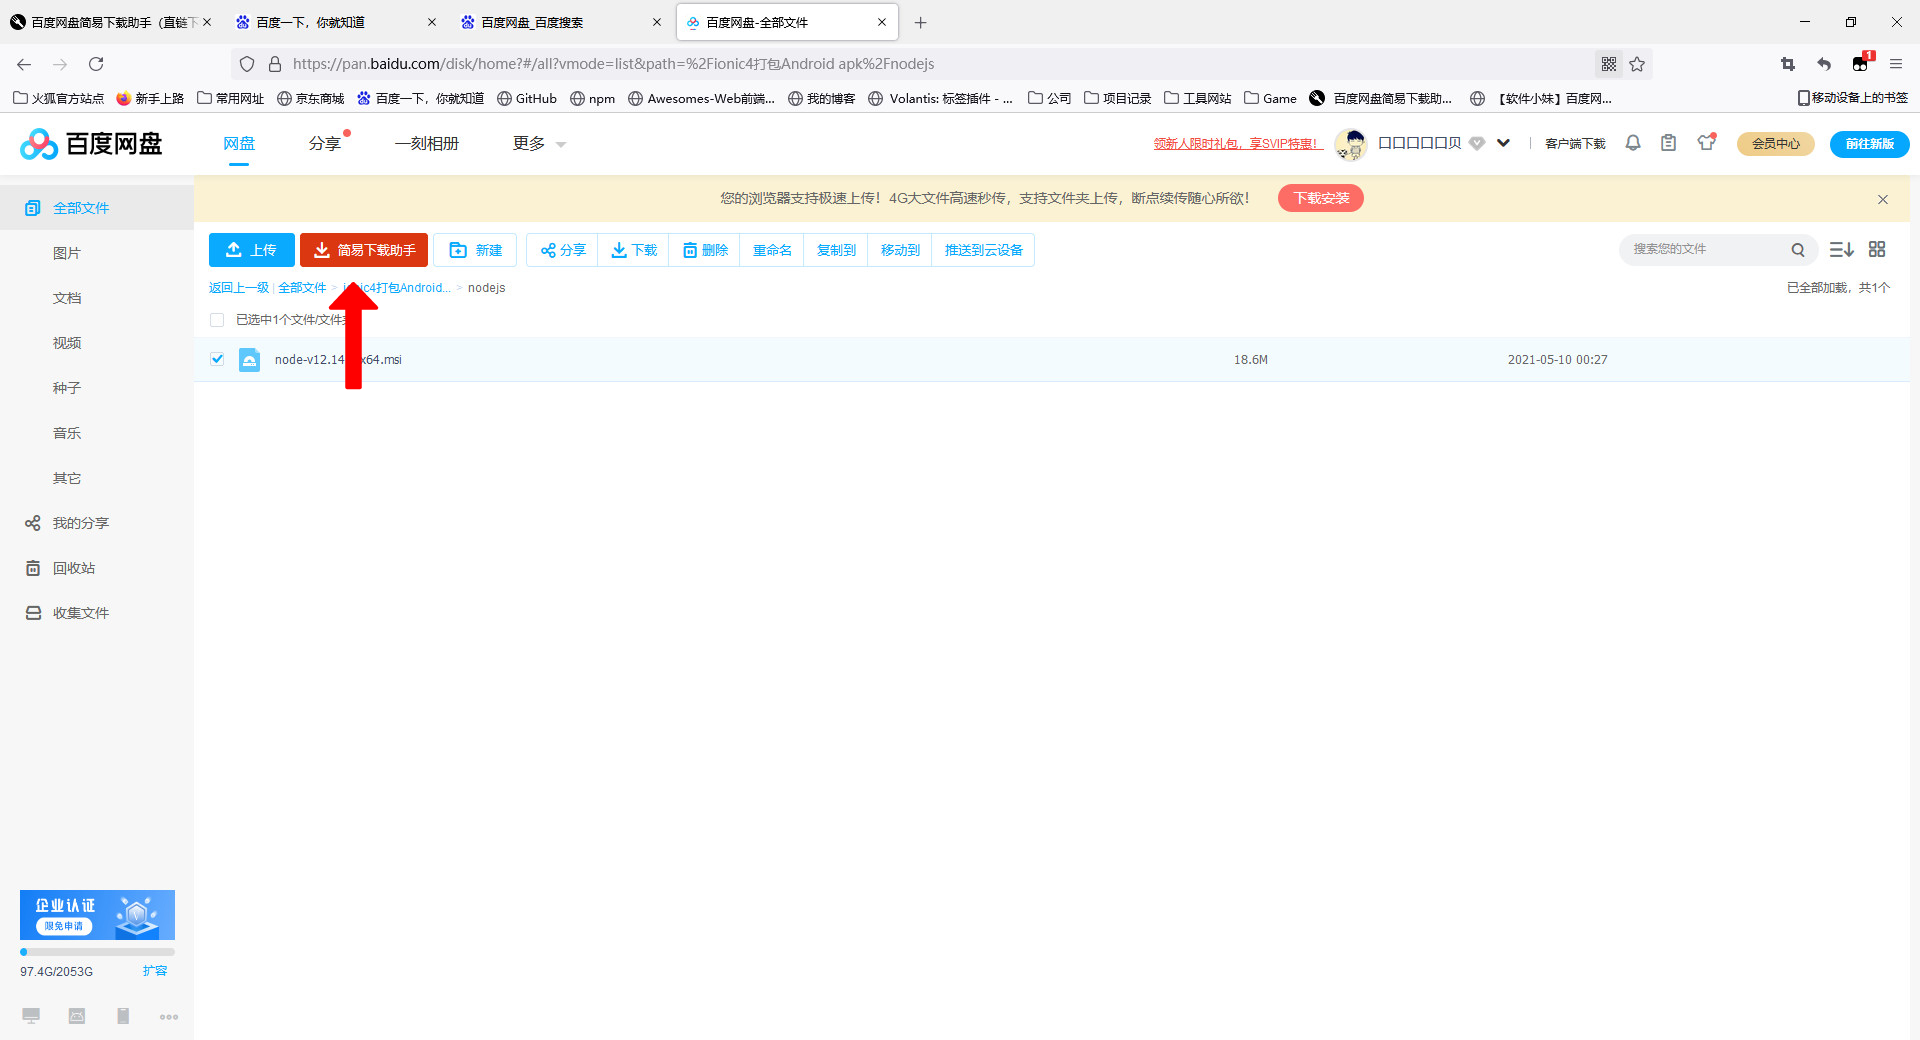 百度网盘简易下载助手（直链下
百度一下，你就知道
百度网盘_百度搜索
百度网盘-全部文件
https://pan.baidu.com/disk/home?#/all?vmode=list&path=%2Fionic4打包Android apk%2Fnodejs
1
火狐官方站点
新手上路
常用网址
京东商城
百度一下，你就知道
GitHub
npm
Awesomes-Web前端...
我的博客
Volantis: 标签插件 - ...
公司
项目记录
工具网站
Game
百度网盘简易下载助...
【软件小妹】百度网...
移动设备上的书签
百度网盘
网盘
分享
一刻相册
更多
领新人限时礼包，享SVIP特惠！
口口口口口贝
客户端下载
会员中心
前往新版
您的浏览器支持极速上传！4G大文件高速秒传，支持文件夹上传，断点续传随心所欲！
下载安装
全部文件
图片
文档
视频
种子
音乐
其它
我的分享
回收站
收集文件
上传
简易下载助手
新建
分享
下载
删除
重命名
复制到
移动到
推送到云设备
搜索您的文件
返回上一级 | 全部文件 > ionic4打包Android... > nodejs
已全部加载，共1个
已选中1个文件/文件
node-v12.14 x64.msi
18.6M
2021-05-10 00:27
企业认证
限免申请
97.4G/2053G
扩容